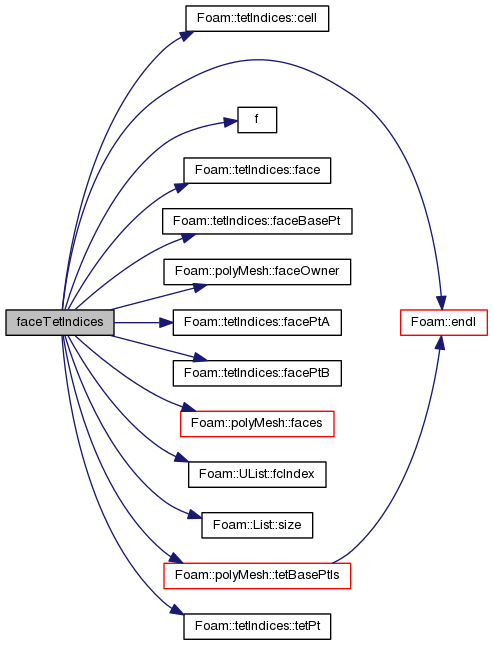 Foam::tetIndices::cell
f
Foam::tetIndices::face
Foam::tetIndices::faceBasePt
Foam::polyMesh::faceOwner
faceTetIndices
Foam::tetIndices::facePtA
Foam::endl
Foam::tetIndices::facePtB
Foam::polyMesh::faces
Foam::UList::fcIndex
Foam::List::size
Foam::polyMesh::tetBasePtIs
Foam::tetIndices::tetPt